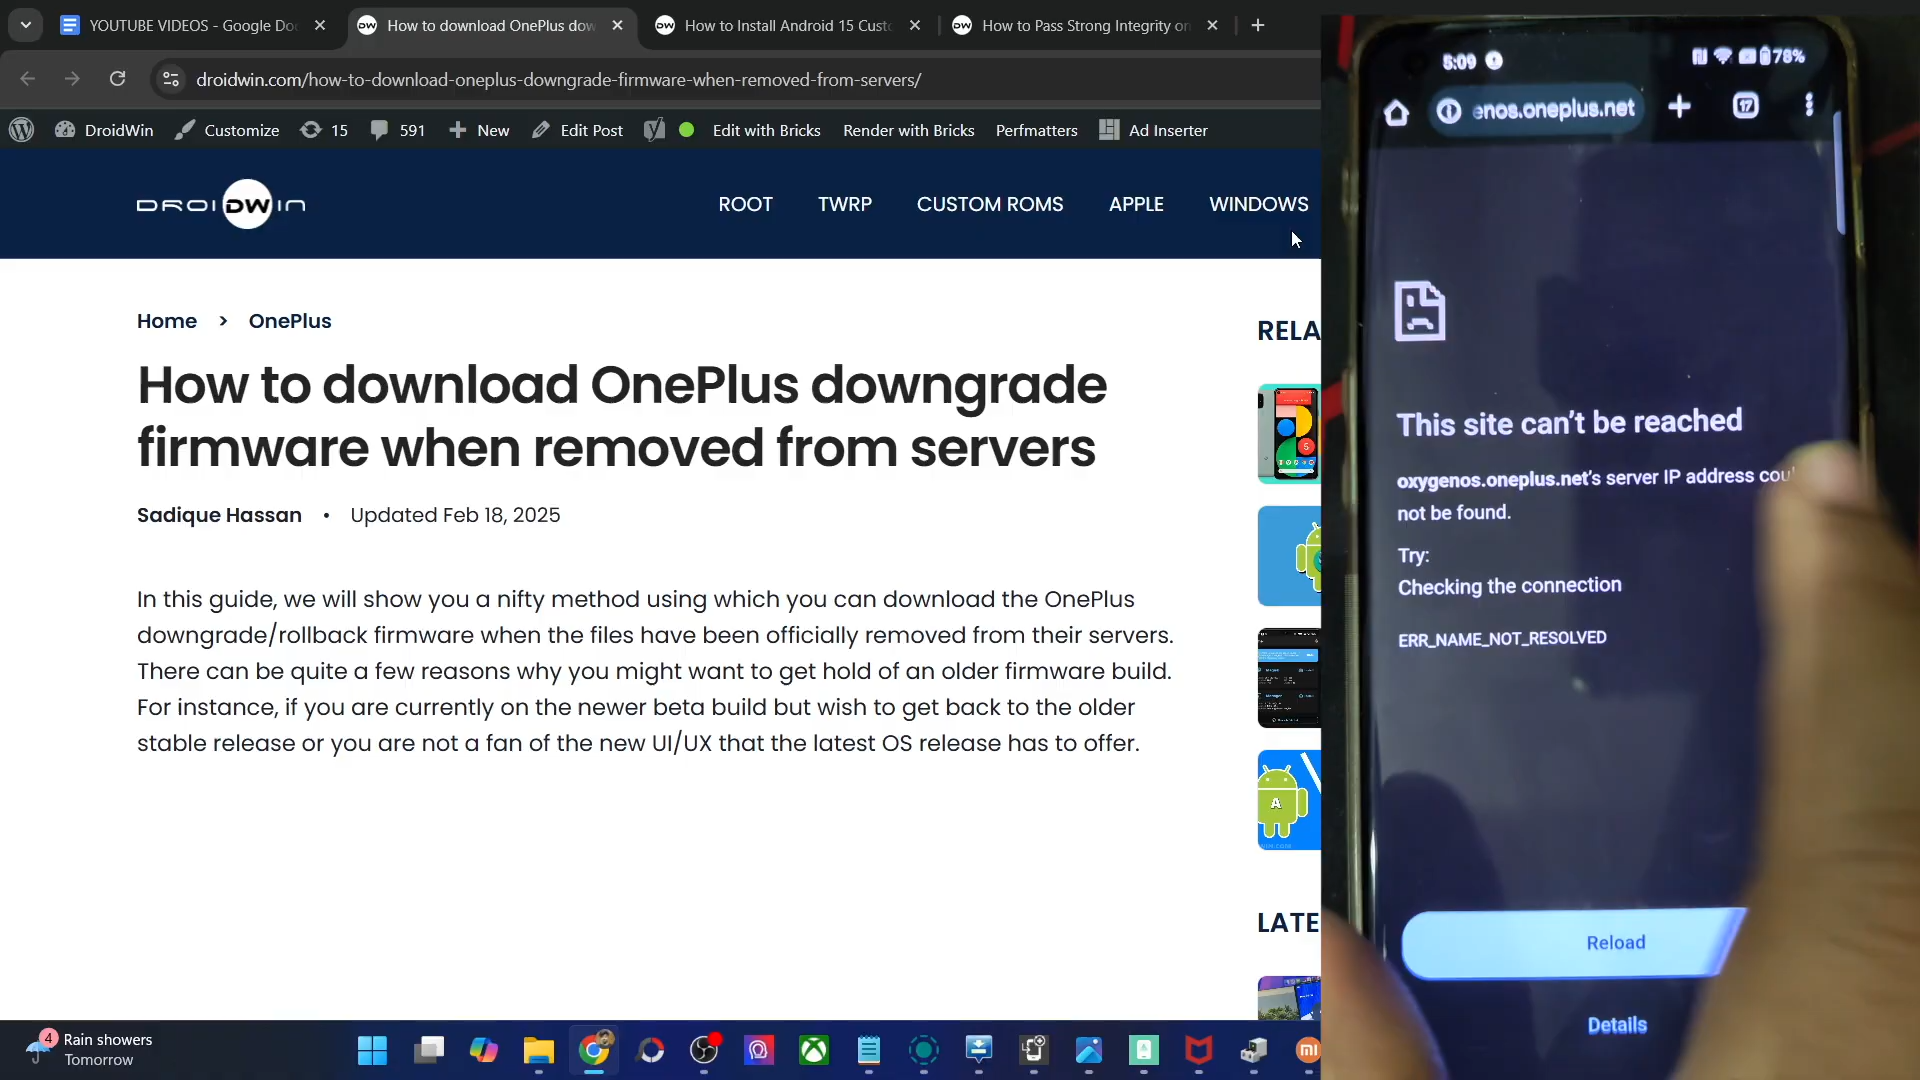 YOUTUBE VIDEOS - Google Do
How to download OnePlus dow
How to Install Android 15 Custo
How to Pass Strong Integrity on
droidwin.com/how-to-download-oneplus-downgrade-firmware-when-removed-from-servers/
DroidWin
Customize
15
591
New
Edit Post
Edit with Bricks
Render with Bricks
Perfmatters
Ad Inserter
DROIDWIN
ROOT
TWRP
CUSTOM ROMS
APPLE
WINDOWS
Home > OnePlus
How to download OnePlus downgrade
firmware when removed from servers
Sadique Hassan • Updated Feb 18, 2025
In this guide, we will show you a nifty method using which you can download the OnePlus
downgrade/rollback firmware when the files have been officially removed from their servers.
There can be quite a few reasons why you might want to get hold of an older firmware build.
For instance, if you are currently on the newer beta build but wish to get back to the older
stable release or you are not a fan of the new UI/UX that the latest OS release has to offer.
RELA
A
LATE
4
Rain showers
Tomorrow
5:09
78%
enos.oneplus.net
17
This site can't be reached
oxygenos.oneplus.net's server IP address cou
not be found.
Try:
Checking the connection
ERR_NAME_NOT_RESOLVED
Reload
Details